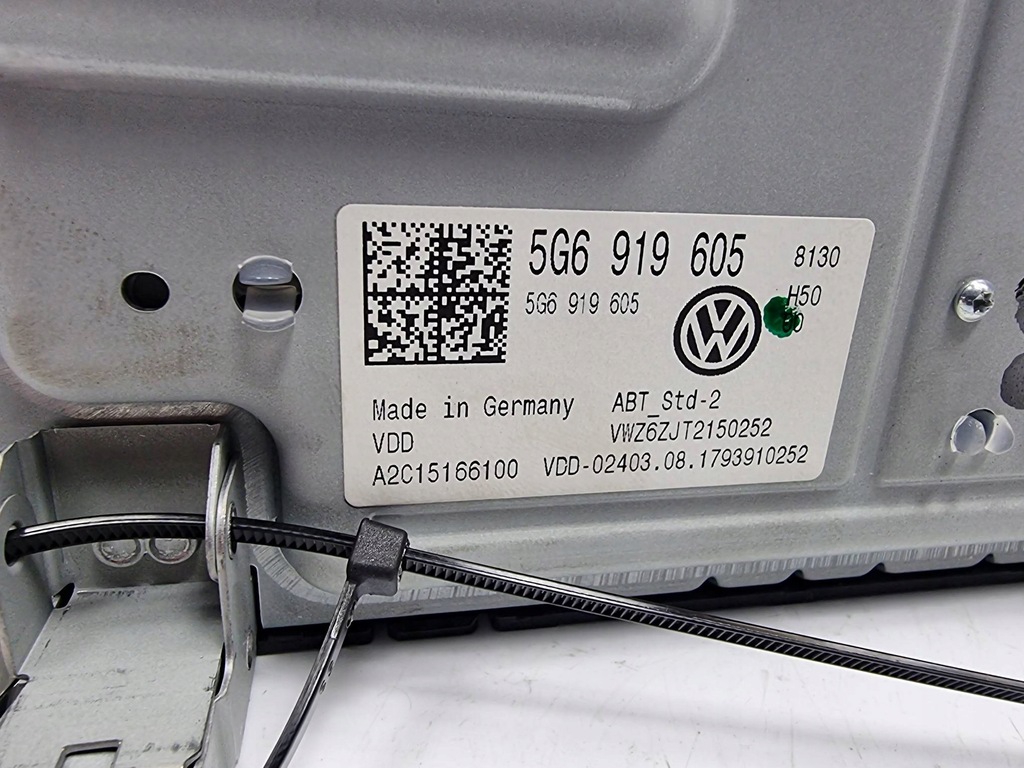 5G6 919 605 8130
5G6 919 605 H50
Made in Germany ABT_Std-2
VDD VWZ6ZJT2150252
A2C15166100 VDD-02403.08.1793910252